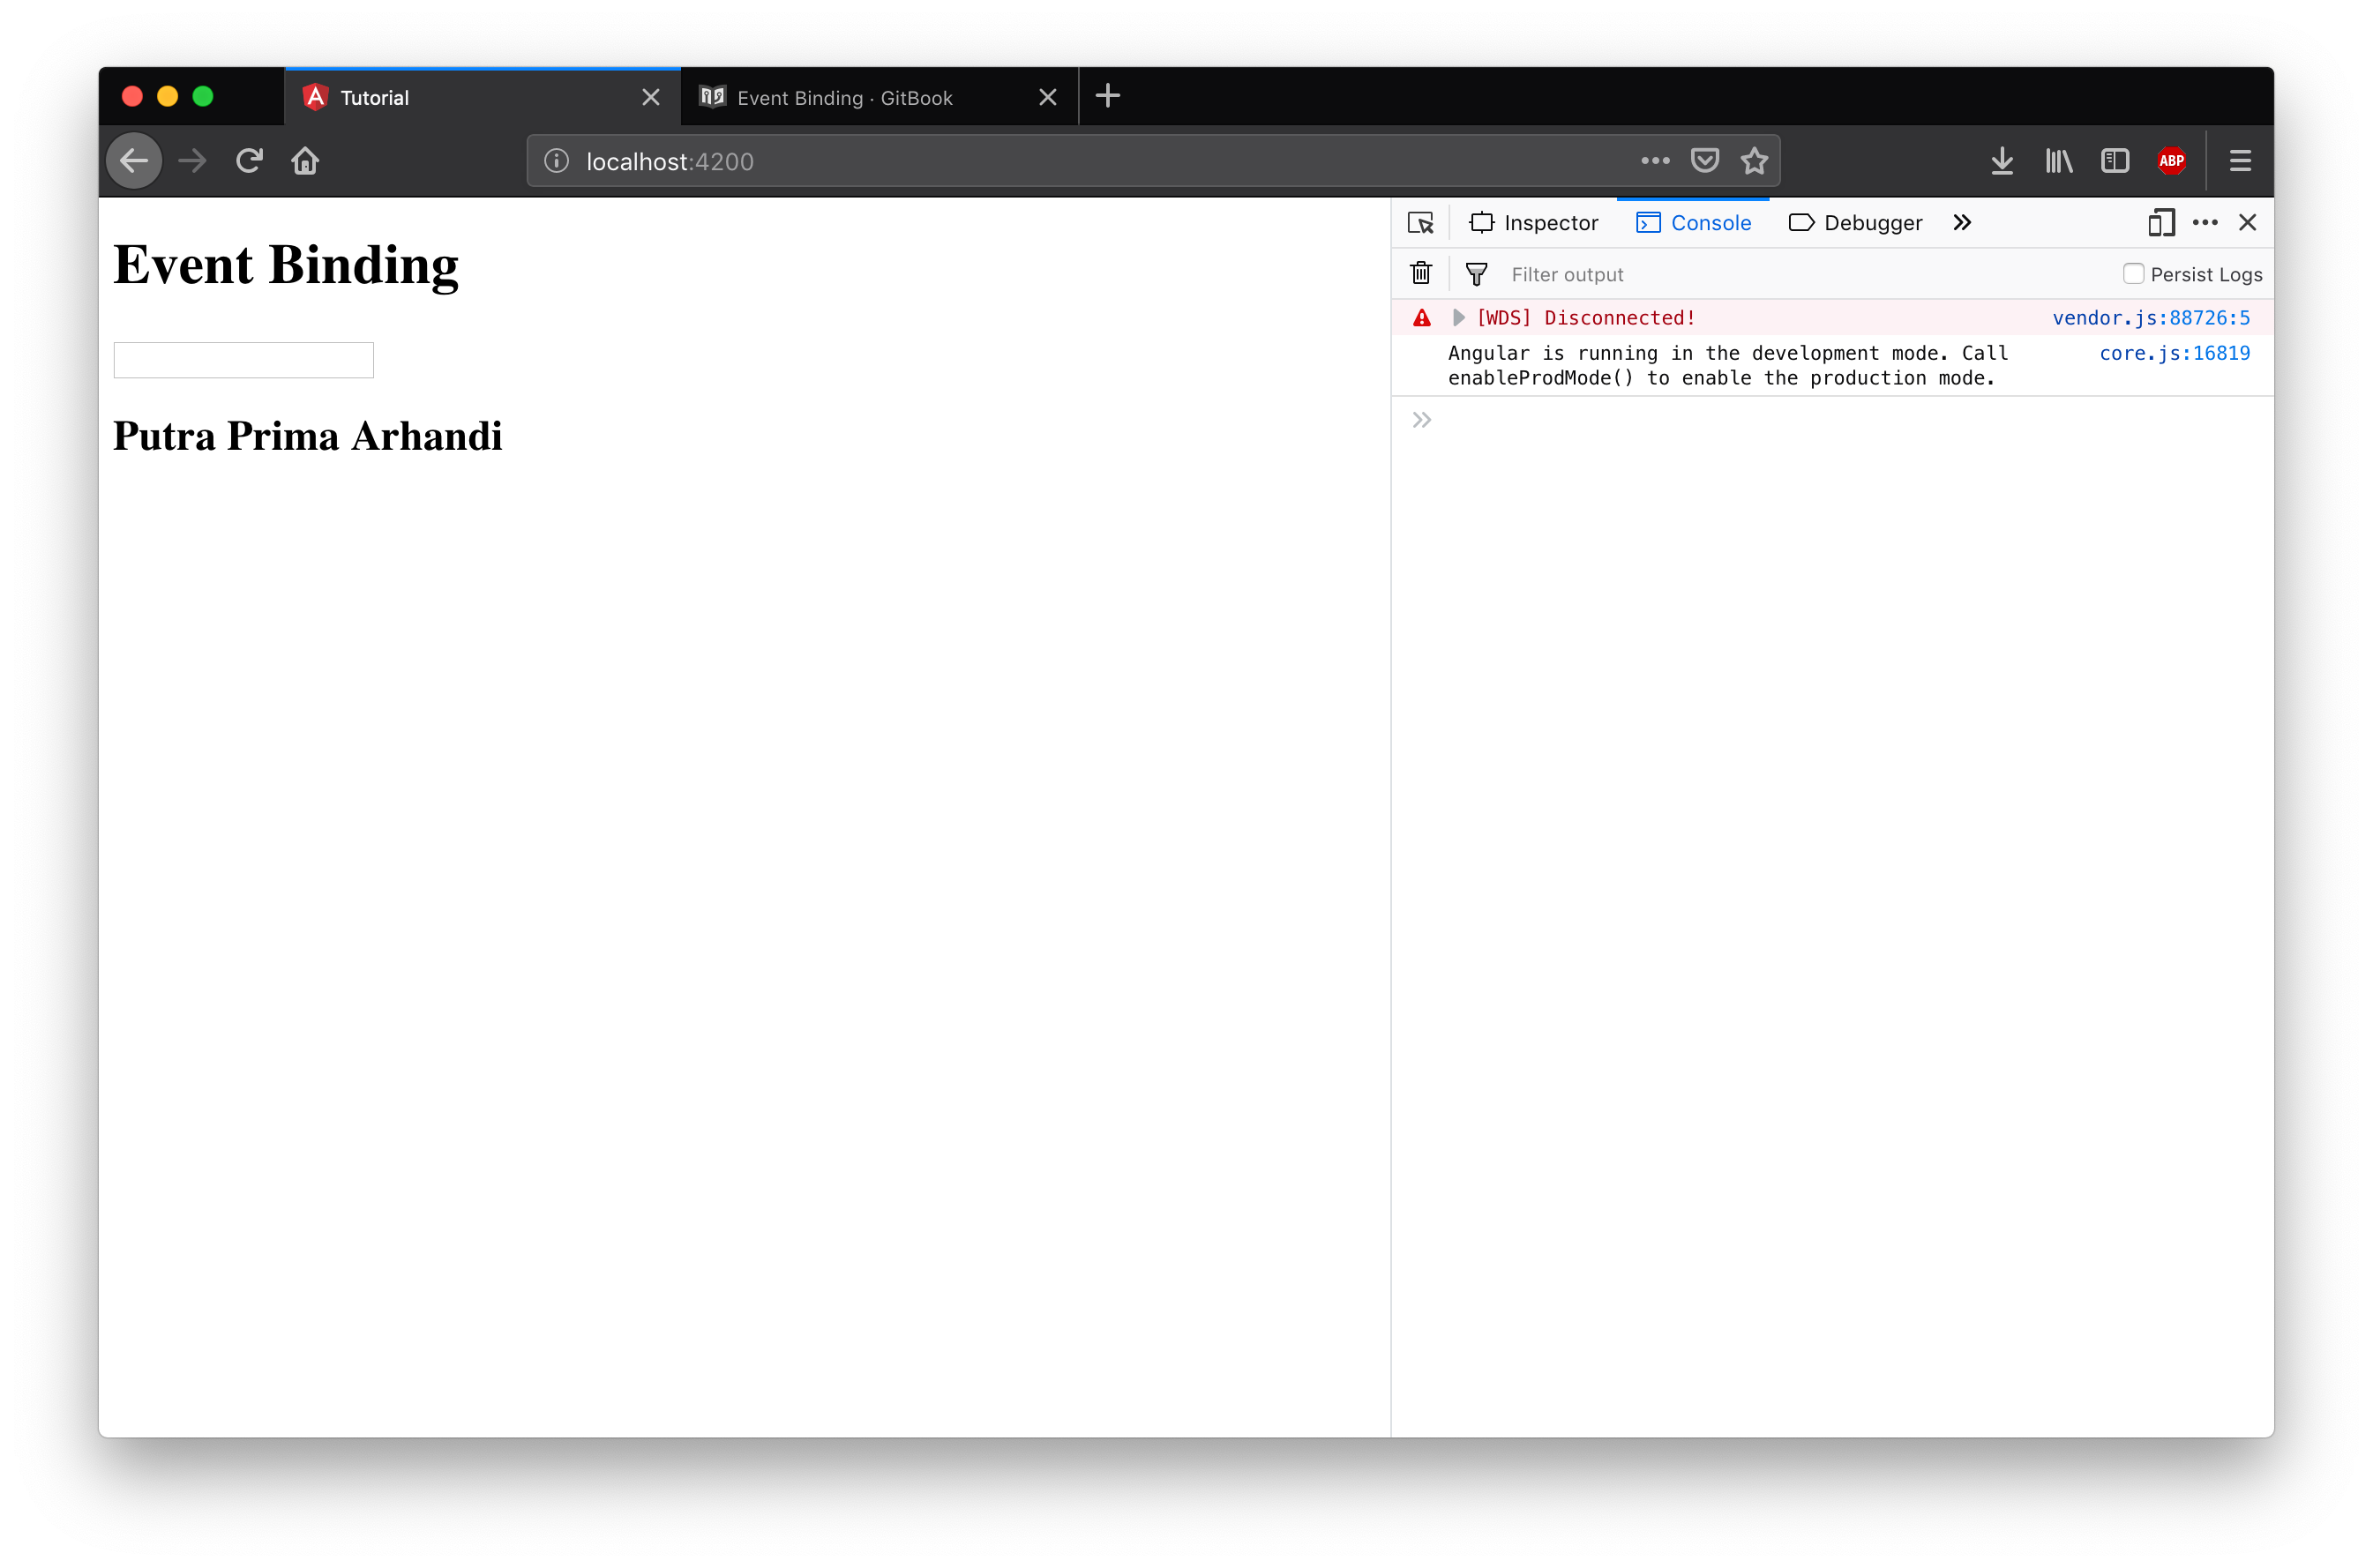 Tutorial
Event Binding · GitBook
localhost:4200
ABP
Event Binding
Putra Prima Arhandi
Inspector
Console
Debugger
Filter output
Persist Logs
[WDS] Disconnected!
vendor.js:88726:5
Angular is running in the development mode. Call
core.js:16819
enableProdMode() to enable the production mode.